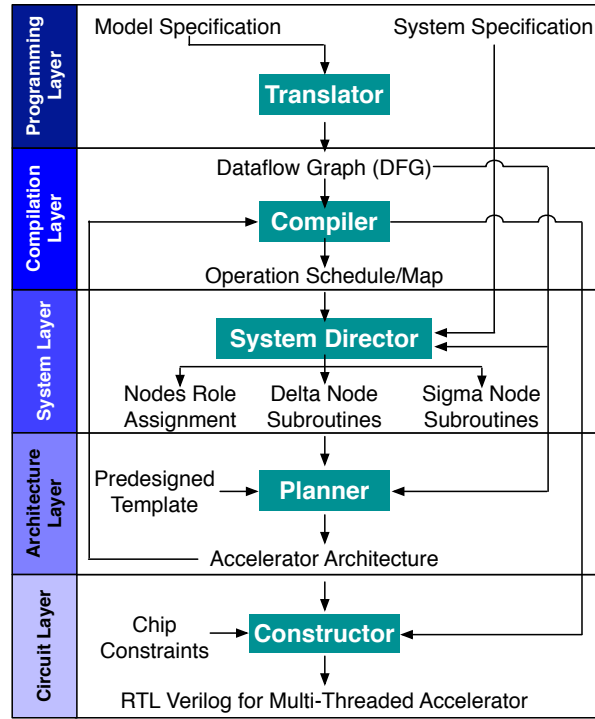 Programming
Layer
Model Specification
System Specification
Translator
Compilation
Layer
Dataflow Graph (DFG)
Compiler
Operation Schedule/Map
System Layer
System Director
Nodes Role
Assignment
Delta Node
Subroutines
Sigma Node
Subroutines
Architecture
Layer
Predesigned
Template
Planner
Accelerator Architecture
Circuit Layer
Chip
Constraints
Constructor
RTL Verilog for Multi-Threaded Accelerator